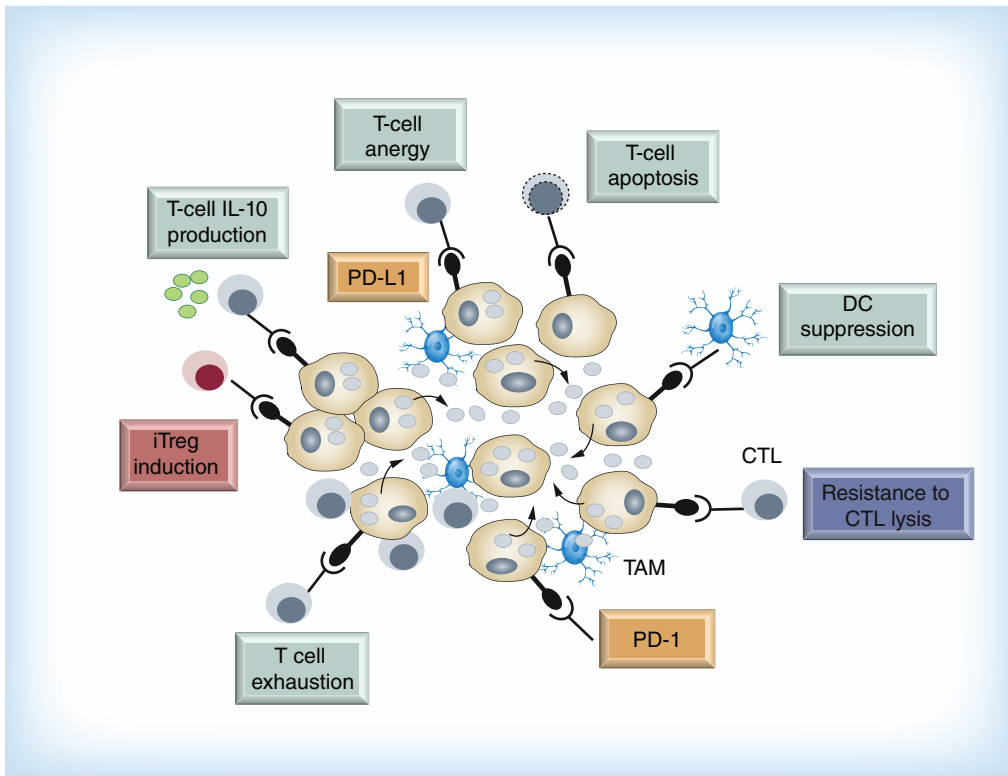 T-cell
anergy
T-cell
apoptosis
T-cell IL-10
production
PD-L1
DC
suppression
iTreg
induction
CTL
Resistance to
CTL lysis
TAM
PD-1
T cell
exhaustion